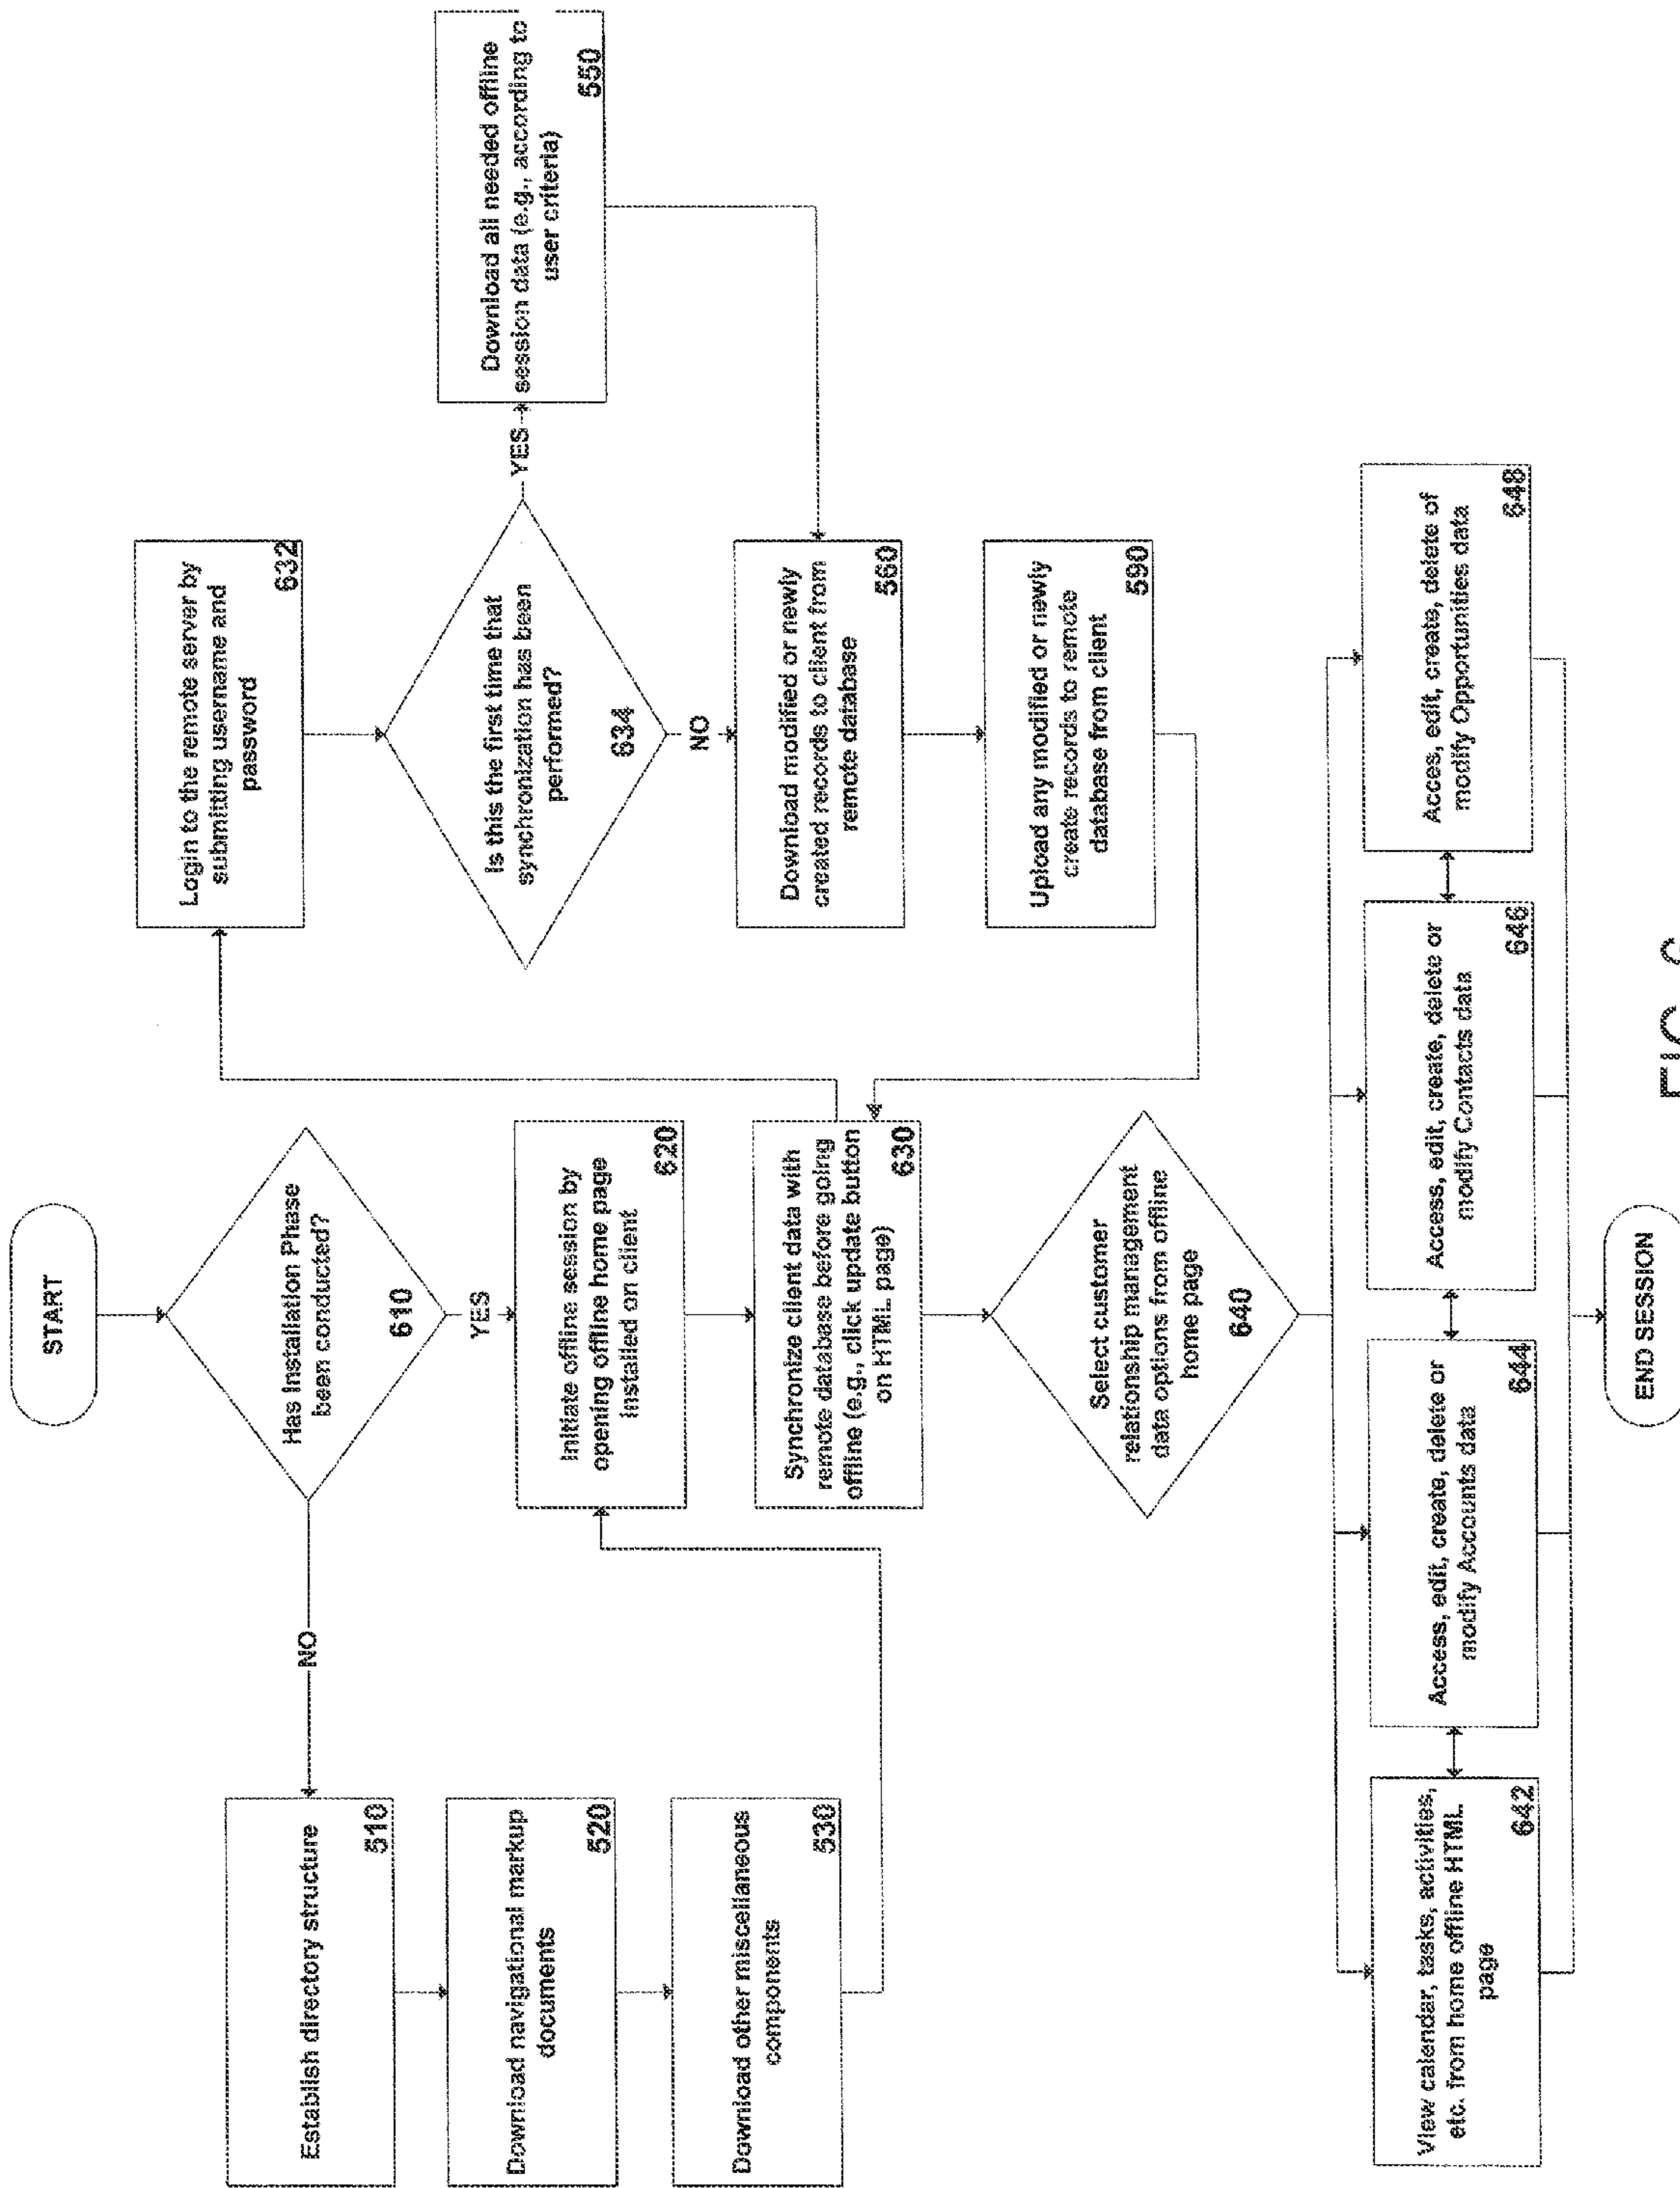 START
Has Installation Phase
been conducted?
610
NO
YES
Establish directory structure
510
Download navigational markup
documents
520
Download other miscellaneous
components
530
Initiate offline session by
opening offline home page
installed on client
620
Synchronize client data with
remote database before going
offline (e.g., click update button
on HTML page)
630
Login to the remote server by
submitting username and
password
632
Is this the first time that
synchronization has been
performed?
634
YES
NO
Download all needed offline
session data (e.g., according to
user criteria)
550
Download modified or newly
created records to client from
remote database
560
Upload any modified or newly
create records to remote
database from client
590
Select customer
relationship management
data options from offline
home page
640
View calendar, tasks, activities,
etc. from home offline HTML
page
642
Access, edit, create, delete or
modify Accounts data
644
Access, edit, create, delete or
modify Contacts data
646
Acces, edit, create, delete of
modify Opportunities data
648
END SESSION